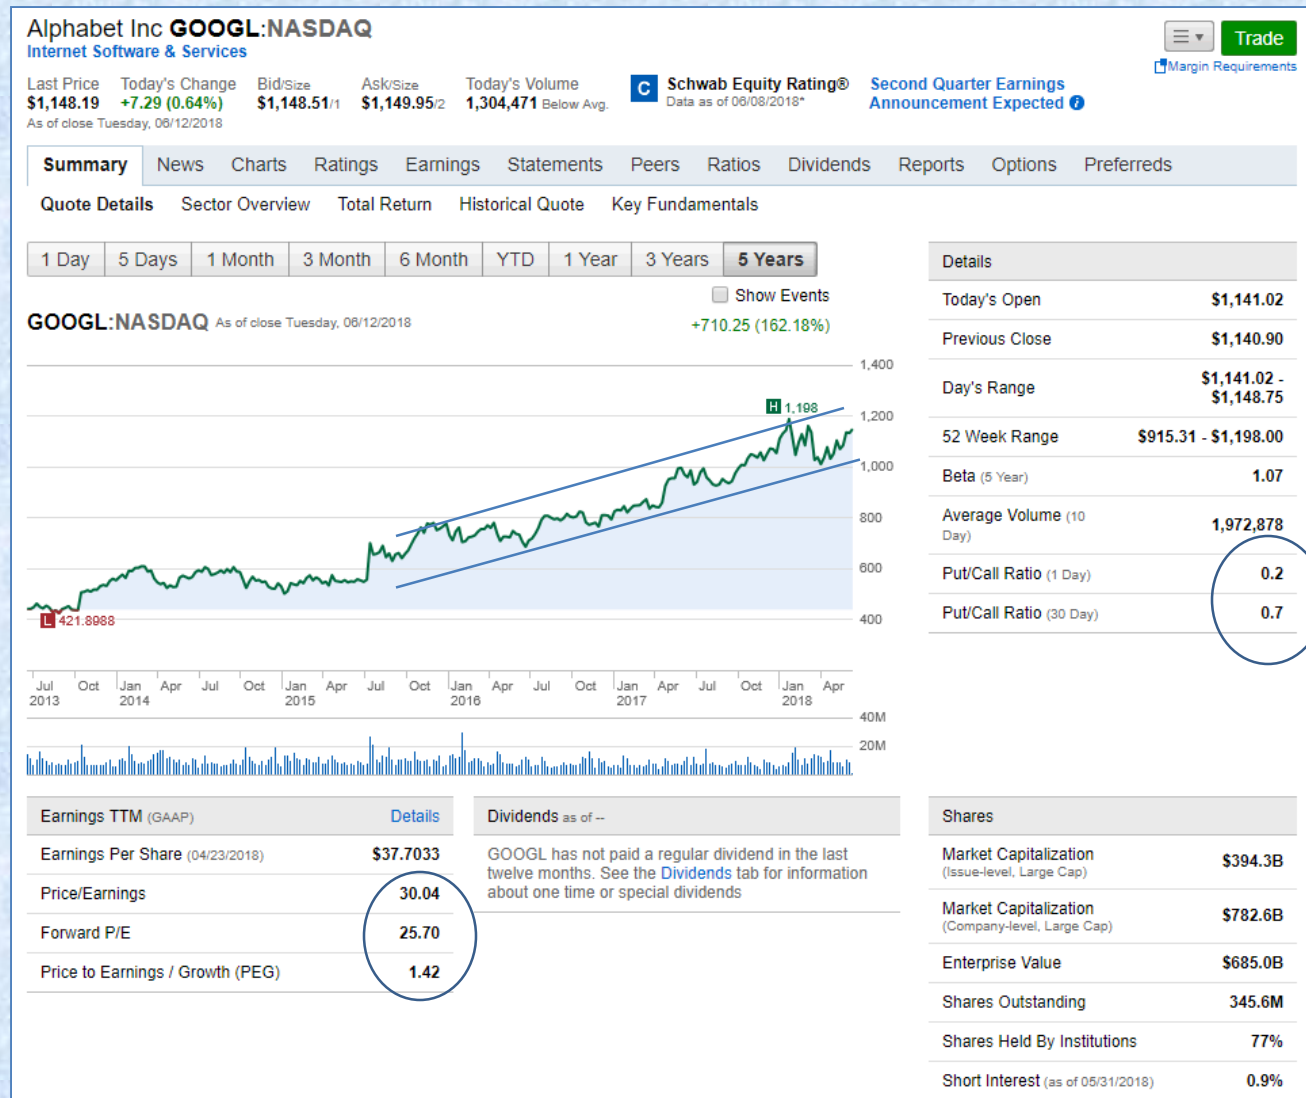 Alphabet Inc GOOGL:NASDAQ
Internet Software & Services
Trade
Margin Requirements
Last Price Today's Change Bid/Size Ask/Size Today's Volume
$1,148.19 +7.29 (0.64%) $1,148.51/1 $1,149.95/2 1,304,471 Below Avg.
As of close Tuesday, 06/12/2018
C Schwab Equity Rating®
Data as of 06/08/2018*
Second Quarter Earnings
Announcement Expected i
Summary News Charts Ratings Earnings Statements Peers Ratios Dividends Reports Options Preferreds
Quote Details Sector Overview Total Return Historical Quote Key Fundamentals
1 Day 5 Days 1 Month 3 Month 6 Month YTD 1 Year 3 Years 5 Years
Show Events
GOOGL:NASDAQ As of close Tuesday, 06/12/2018
+710.25 (162.18%)
1,400
H 1,198
1,200
1,000
800
600
L 421.8988
400
Jul Oct Jan Apr Jul Oct Jan Apr Jul Oct Jan Apr Jul Oct Jan Apr Jul Oct Jan Apr
2013 2014 2015 2016 2017 2018
40M
20M
Details
Today's Open $1,141.02
Previous Close $1,140.90
Day's Range $1,141.02 -
$1,148.75
52 Week Range $915.31 - $1,198.00
Beta (5 Year) 1.07
Average Volume (10
Day) 1,972,878
Put/Call Ratio (1 Day) 0.2
Put/Call Ratio (30 Day) 0.7
Earnings TTM (GAAP) Details
Earnings Per Share (04/23/2018) $37.7033
Price/Earnings 30.04
Forward P/E 25.70
Price to Earnings / Growth (PEG) 1.42
Dividends as of --
GOOGL has not paid a regular dividend in the last
twelve months. See the Dividends tab for information
about one time or special dividends
Shares
Market Capitalization
(Issue-level, Large Cap) $394.3B
Market Capitalization
(Company-level, Large Cap) $782.6B
Enterprise Value $685.0B
Shares Outstanding 345.6M
Shares Held By Institutions 77%
Short Interest (as of 05/31/2018) 0.9%